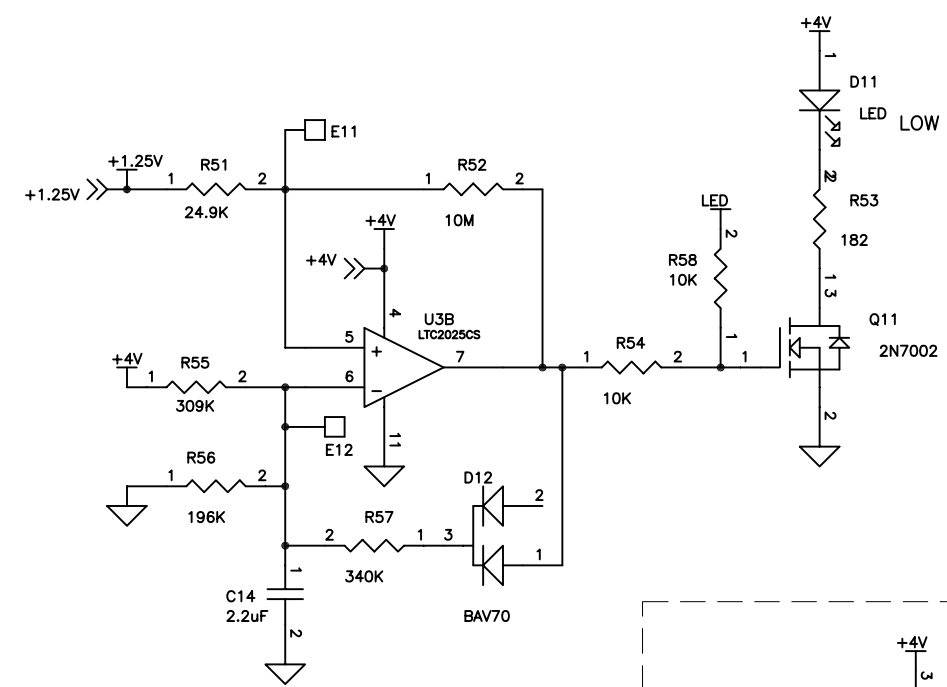 +4V
1
D11
LED
LOW
2
R53
182
1
3
Q11
2N7002
1
2
E11
+1.25V
+1.25V
1
R51
2
24.9K
1
R52
2
10M
+4V
+4V
4
U3B
LTC2025CS
5
+
6
−
7
11
LED
2
R58
10K
1
1
R54
2
10K
+4V
1
R55
2
309K
E12
1
R56
2
196K
2
R57
1
340K
D12
3
2
1
BAV70
1
C14
2.2uF
2
+4V
3